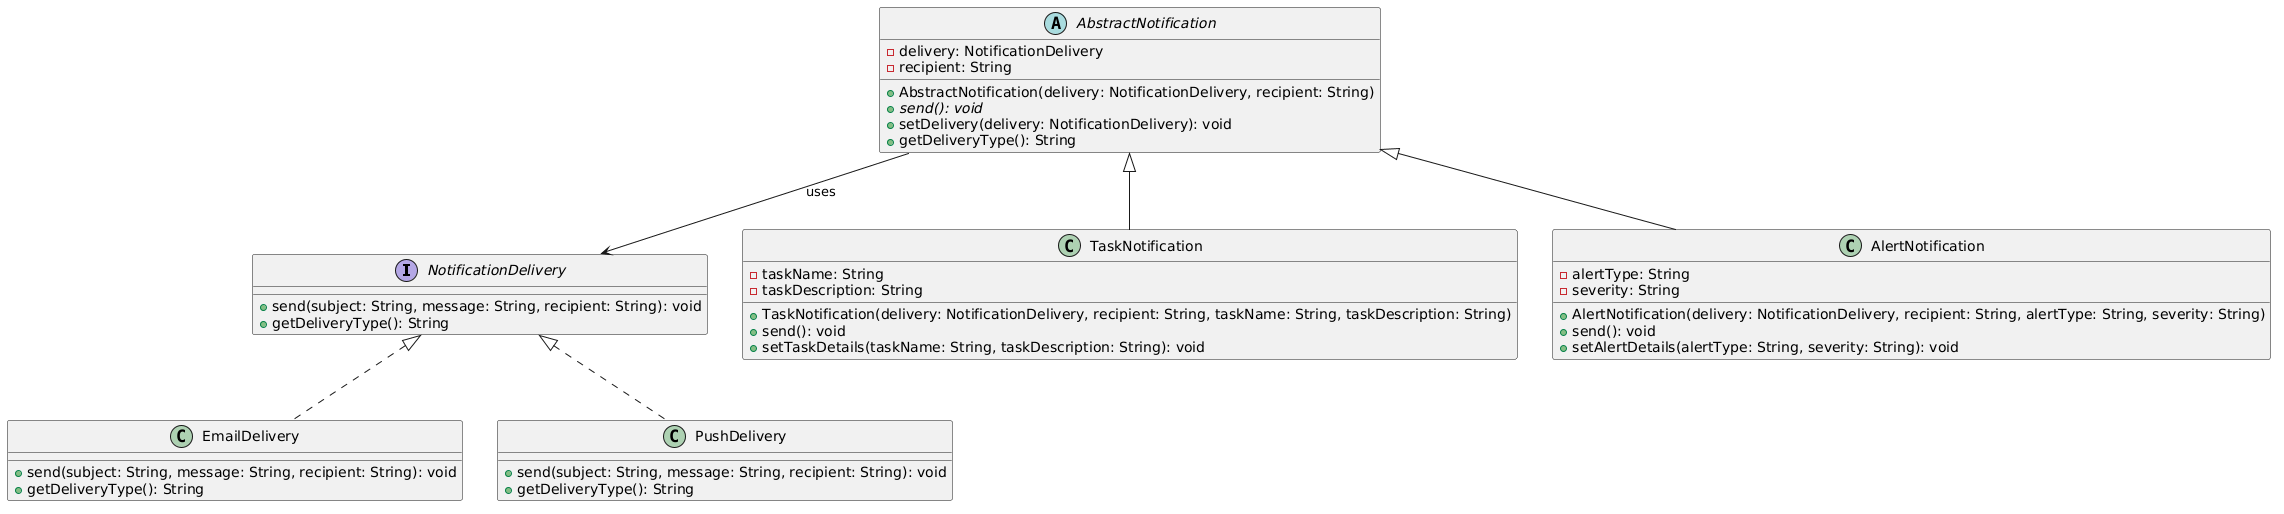 A AbstractNotification
delivery: NotificationDelivery
recipient: String
AbstractNotification(delivery: NotificationDelivery, recipient: String)
send(): void
setDelivery(delivery: NotificationDelivery): void
getDeliveryType(): String
uses
I NotificationDelivery
send(subject: String, message: String, recipient: String): void
getDeliveryType(): String
C TaskNotification
taskName: String
taskDescription: String
TaskNotification(delivery: NotificationDelivery, recipient: String, taskName: String, taskDescription: String)
send(): void
setTaskDetails(taskName: String, taskDescription: String): void
C AlertNotification
alertType: String
severity: String
AlertNotification(delivery: NotificationDelivery, recipient: String, alertType: String, severity: String)
send(): void
setAlertDetails(alertType: String, severity: String): void
C EmailDelivery
send(subject: String, message: String, recipient: String): void
getDeliveryType(): String
C PushDelivery
send(subject: String, message: String, recipient: String): void
getDeliveryType(): String